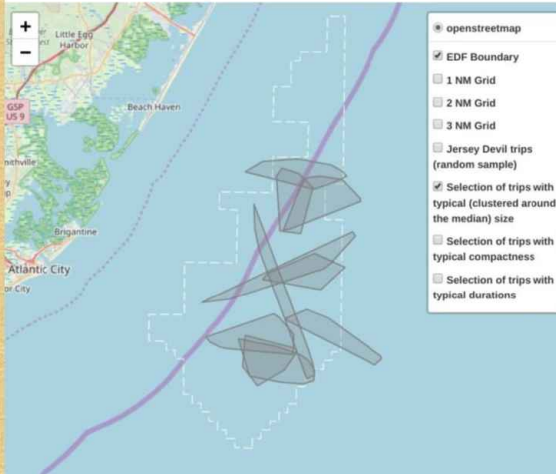 +
−
Little Egg
Harbor
GSP
US 9
Beach Haven
Brigantine
Atlantic City
or City
openstreetmap
EDF Boundary
1 NM Grid
2 NM Grid
3 NM Grid
Jersey Devil trips
(random sample)
Selection of trips with
typical (clustered around
the median) size
Selection of trips with
typical compactness
Selection of trips with
typical durations